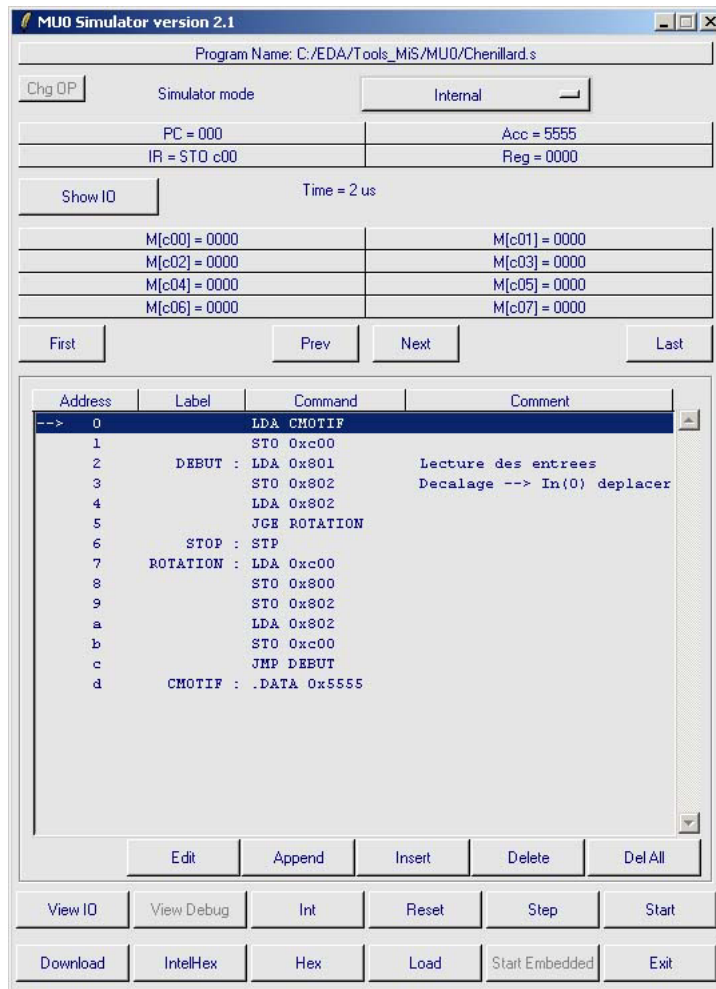 MU0 Simulator version 2.1
Program Name: C:/EDA/Tools_MiS/MU0/Chenillard.s
Chg OP Simulator mode Internal
PC = 000 Acc = 5555
IR = STO c00 Reg = 0000
Show IO Time = 2 us
M[c00] = 0000 M[c01] = 0000
M[c02] = 0000 M[c03] = 0000
M[c04] = 0000 M[c05] = 0000
M[c06] = 0000 M[c07] = 0000
First Prev Next Last
Address Label Command Comment
--> 0 LDA CMOTIF
1 STO 0xc00
2 DEBUT : LDA 0x801 Lecture des entrees
3 STO 0x802 Decalage --> In(0) deplacer
4 LDA 0x802
5 JGE ROTATION
6 STOP : STP
7 ROTATION : LDA 0xc00
8 STO 0x800
9 STO 0x802
a LDA 0x802
b STO 0xc00
c JMP DEBUT
d CMOTIF : .DATA 0x5555
Edit Append Insert Delete Del All
View IO View Debug Int Reset Step Start
Download IntelHex Hex Load Start Embedded Exit